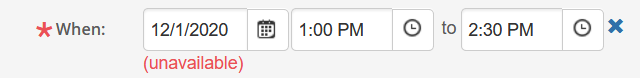 * When: 12/1/2020 1:00 PM to 2:30 PM
(unavailable)